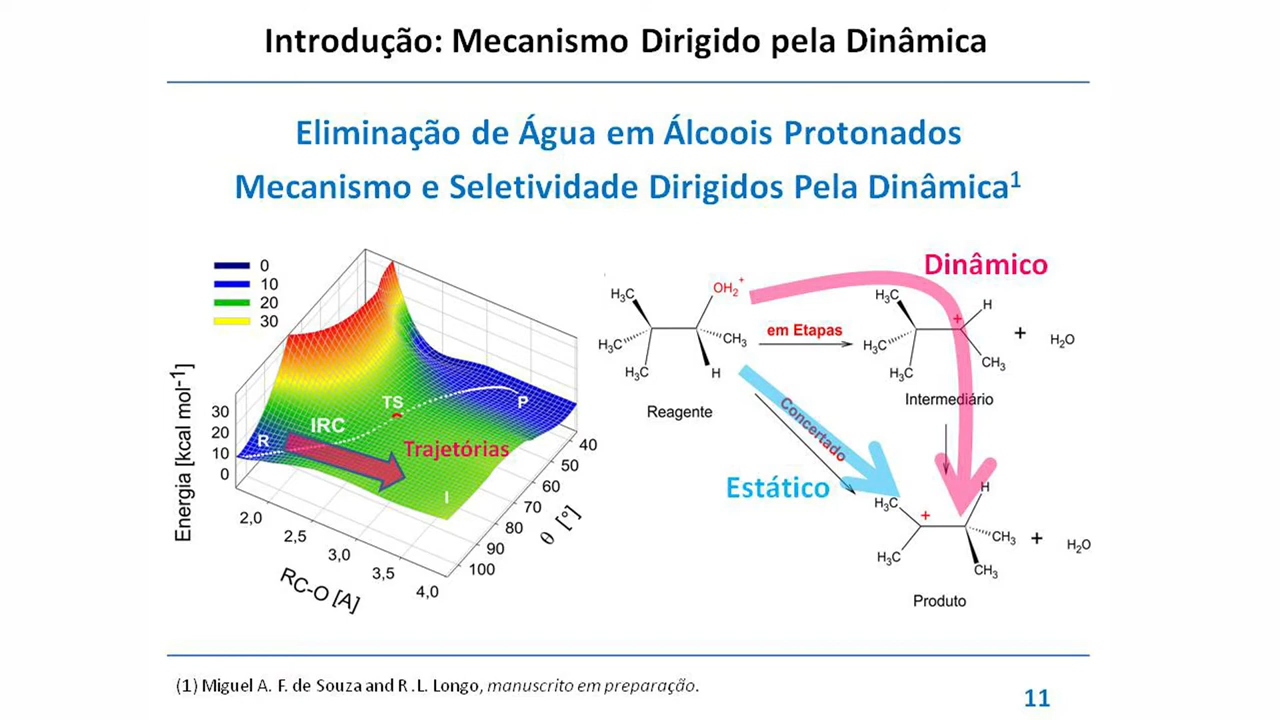 Introdução: Mecanismo Dirigido pela Dinâmica
Eliminação de Água em Álcoois Protonados
Mecanismo e Seletividade Dirigidos Pela Dinâmica¹
0
10
20
30
Energia [kcal mol⁻¹]
30
20
10
0
R
IRC
TS
P
Trajetórias
I
2,0
2,5
3,0
3,5
4,0
RC-O [A]
40
50
60
70
80
90
100
θ [°]
Dinâmico
H₃C
OH₂⁺
H₃C
CH₃
H₃C
H
Reagente
em Etapas
H₃C
H
+
H₃C
CH₃
H₃C
+
H₂O
Intermediário
Concertado
Estático
H
H₃C
+
CH₃
H₃C
CH₃
+
H₂O
Produto
(1) Miguel A. F. de Souza and R .L. Longo, manuscrito em preparação.
11